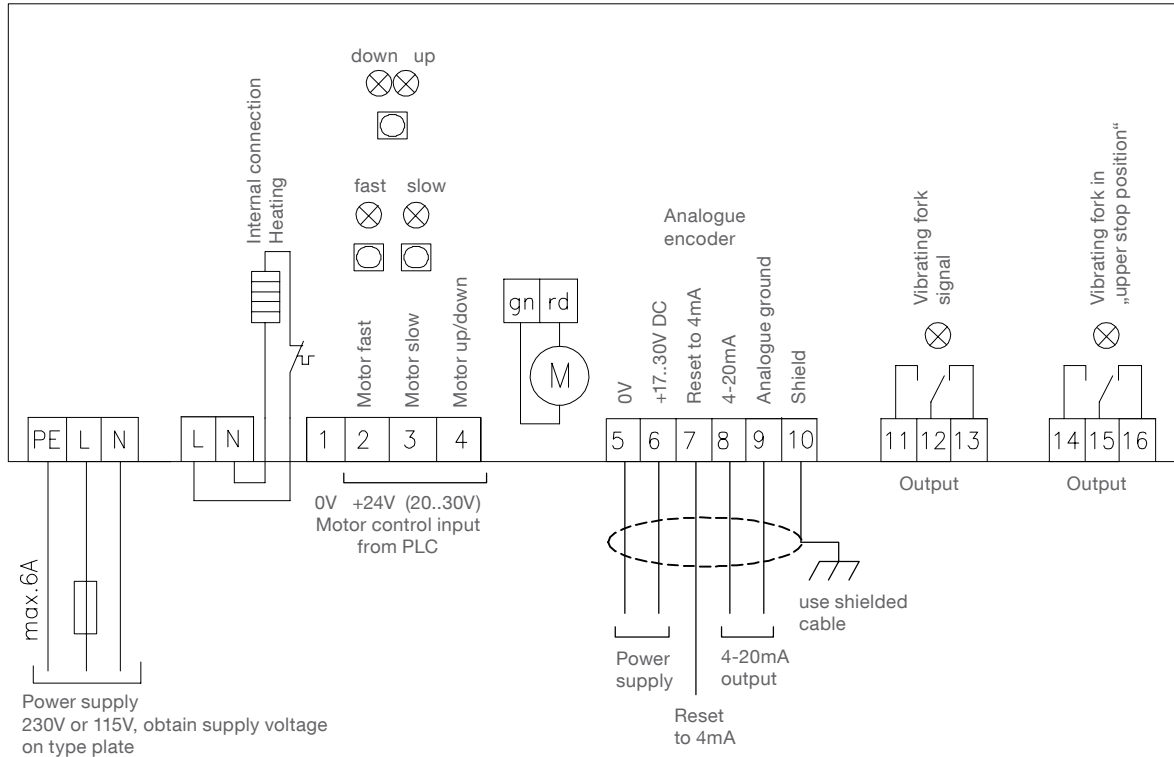 down up
fast slow
Internal connection
Heating
Motor fast
Motor slow
Motor up/down
gn rd
M
Analogue
encoder
0V
+17..30V DC
Reset to 4mA
4-20mA
Analogue ground
Shield
Vibrating fork
signal
Vibrating fork in
„upper stop position“
PE L N
L N
1 2 3 4
5 6 7 8 9 10
11 12 13
14 15 16
0V +24V (20..30V)
Motor control input
from PLC
Output
Output
max.6A
use shielded
cable
Power
supply
4-20mA
output
Reset
to 4mA
Power supply
230V or 115V, obtain supply voltage
on type plate